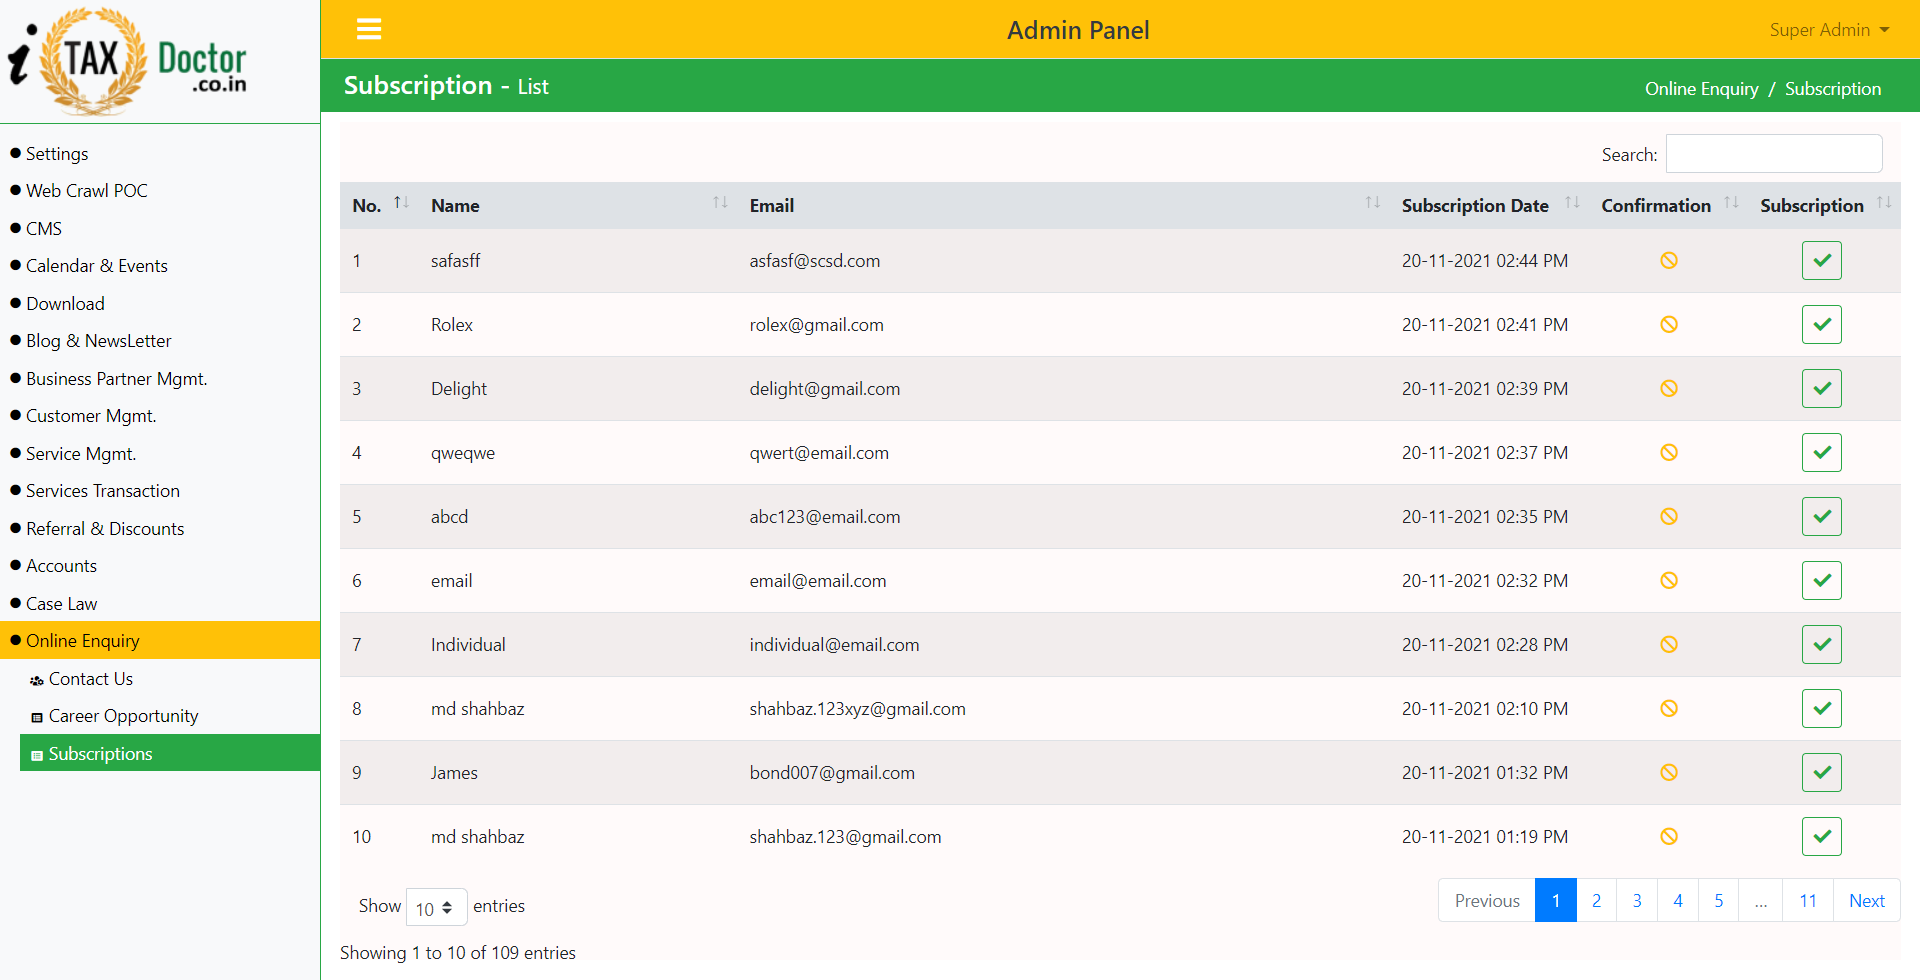 i TAX Doctor
.co.in
Admin Panel
Super Admin
Subscription - List
Online Enquiry / Subscription
Settings
Web Crawl POC
CMS
Calendar & Events
Download
Blog & NewsLetter
Business Partner Mgmt.
Customer Mgmt.
Service Mgmt.
Services Transaction
Referral & Discounts
Accounts
Case Law
Online Enquiry
Contact Us
Career Opportunity
Subscriptions
Search:
No. Name Email Subscription Date Confirmation Subscription
1 safasff asfasf@scsd.com 20-11-2021 02:44 PM
2 Rolex rolex@gmail.com 20-11-2021 02:41 PM
3 Delight delight@gmail.com 20-11-2021 02:39 PM
4 qweqwe qwert@email.com 20-11-2021 02:37 PM
5 abcd abc123@email.com 20-11-2021 02:35 PM
6 email email@email.com 20-11-2021 02:32 PM
7 Individual individual@email.com 20-11-2021 02:28 PM
8 md shahbaz shahbaz.123xyz@gmail.com 20-11-2021 02:10 PM
9 James bond007@gmail.com 20-11-2021 01:32 PM
10 md shahbaz shahbaz.123@gmail.com 20-11-2021 01:19 PM
Show 10 entries
Previous 1 2 3 4 5 ... 11 Next
Showing 1 to 10 of 109 entries